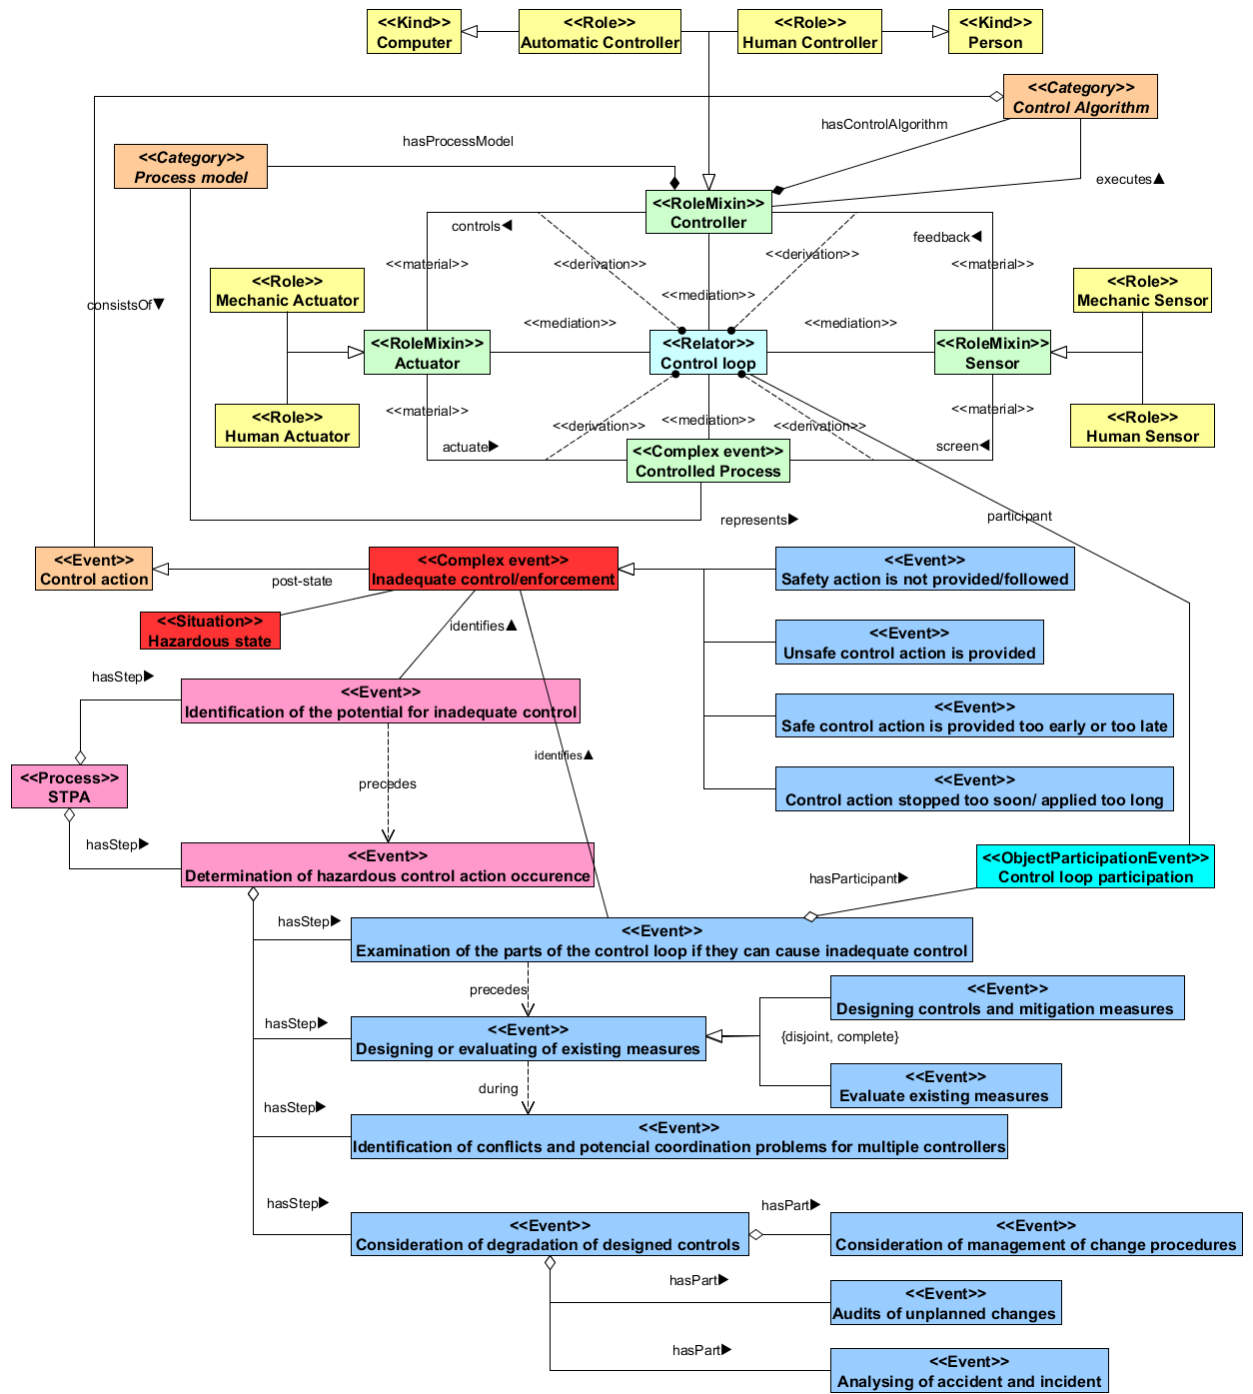 <<Kind>>
Computer
<<Role>>
Automatic Controller
<<Role>>
Human Controller
<<Kind>>
Person
<<Category>>
Control Algorithm
hasControlAlgorithm
hasProcessModel
<<Category>>
Process model
executes▲
<<RoleMixin>>
Controller
controls◀
feedback◀
<<material>>
<<derivation>>
<<derivation>>
<<material>>
<<Role>>
Mechanic Actuator
<<Role>>
Mechanic Sensor
consistsOf▼
<<mediation>>
<<mediation>>
<<mediation>>
<<RoleMixin>>
Actuator
<<Relator>>
Control loop
<<RoleMixin>>
Sensor
<<Role>>
Human Actuator
<<material>>
<<derivation>>
<<mediation>>
<<derivation>>
<<material>>
<<Role>>
Human Sensor
actuate▶
<<Complex event>>
Controlled Process
screen◀
represents▶
participant
<<Event>>
Control action
post-state
<<Complex event>>
Inadequate control/enforcement
<<Event>>
Safety action is not provided/followed
<<Situation>>
Hazardous state
identifies▲
<<Event>>
Unsafe control action is provided
hasStep▶
<<Event>>
Identification of the potential for inadequate control
<<Event>>
Safe control action is provided too early or too late
identifies▲
<<Process>>
STPA
precedes
<<Event>>
Control action stopped too soon/ applied too long
hasStep▶
<<Event>>
Determination of hazardous control action occurence
<<ObjectParticipationEvent>>
Control loop participation
hasParticipant▶
hasStep▶
<<Event>>
Examination of the parts of the control loop if they can cause inadequate control
precedes
<<Event>>
Designing controls and mitigation measures
hasStep▶
<<Event>>
Designing or evaluating of existing measures
{disjoint, complete}
during
<<Event>>
Evaluate existing measures
hasStep▶
<<Event>>
Identification of conflicts and potencial coordination problems for multiple controllers
hasStep▶
<<Event>>
Consideration of degradation of designed controls
hasPart▶
<<Event>>
Consideration of management of change procedures
hasPart▶
<<Event>>
Audits of unplanned changes
hasPart▶
<<Event>>
Analysing of accident and incident